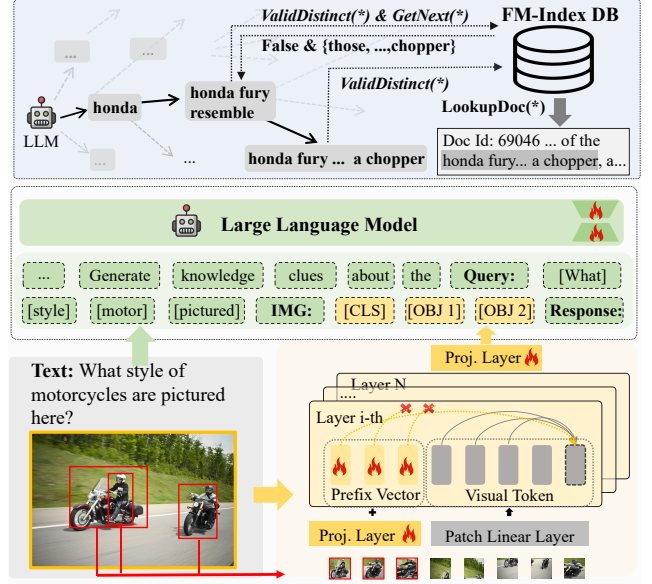 ValidDistinct(*) & GetNext(*)
FM-Index DB
False & {those, ...,chopper}
...
...
honda fury
resemble
ValidDistinct(*)
honda
LookupDoc(*)
LLM
...
...
honda fury ... a chopper
Doc Id: 69046 ... of the
honda fury... a chopper, a...
Large Language Model
... Generate knowledge clues about the Query: [What]
[style] [motor] [pictured] IMG: [CLS] [OBJ 1] [OBJ 2] Response:
Proj. Layer
Text: What style of
motorcycles are pictured
here?
Layer N
....
Layer i-th
Prefix Vector
Visual Token
+
Proj. Layer
Patch Linear Layer